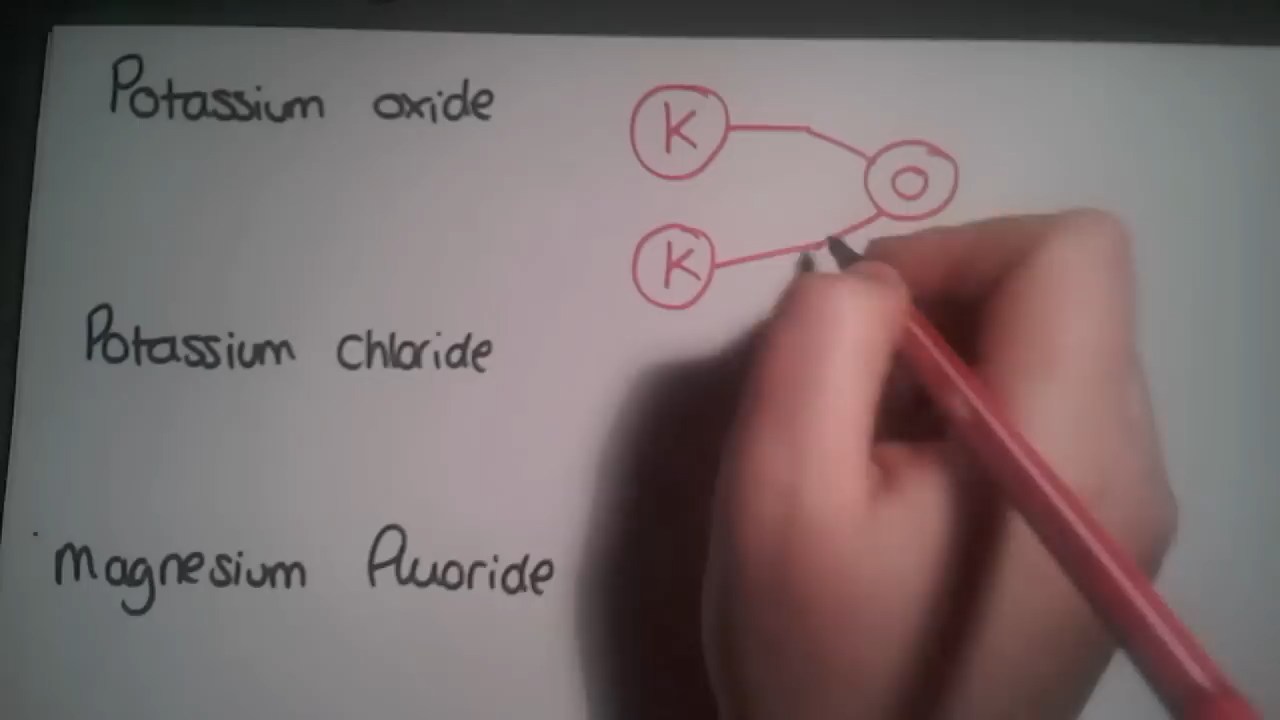 Potassium oxide
K
O
K
Potassium chloride
magnesium fluoride